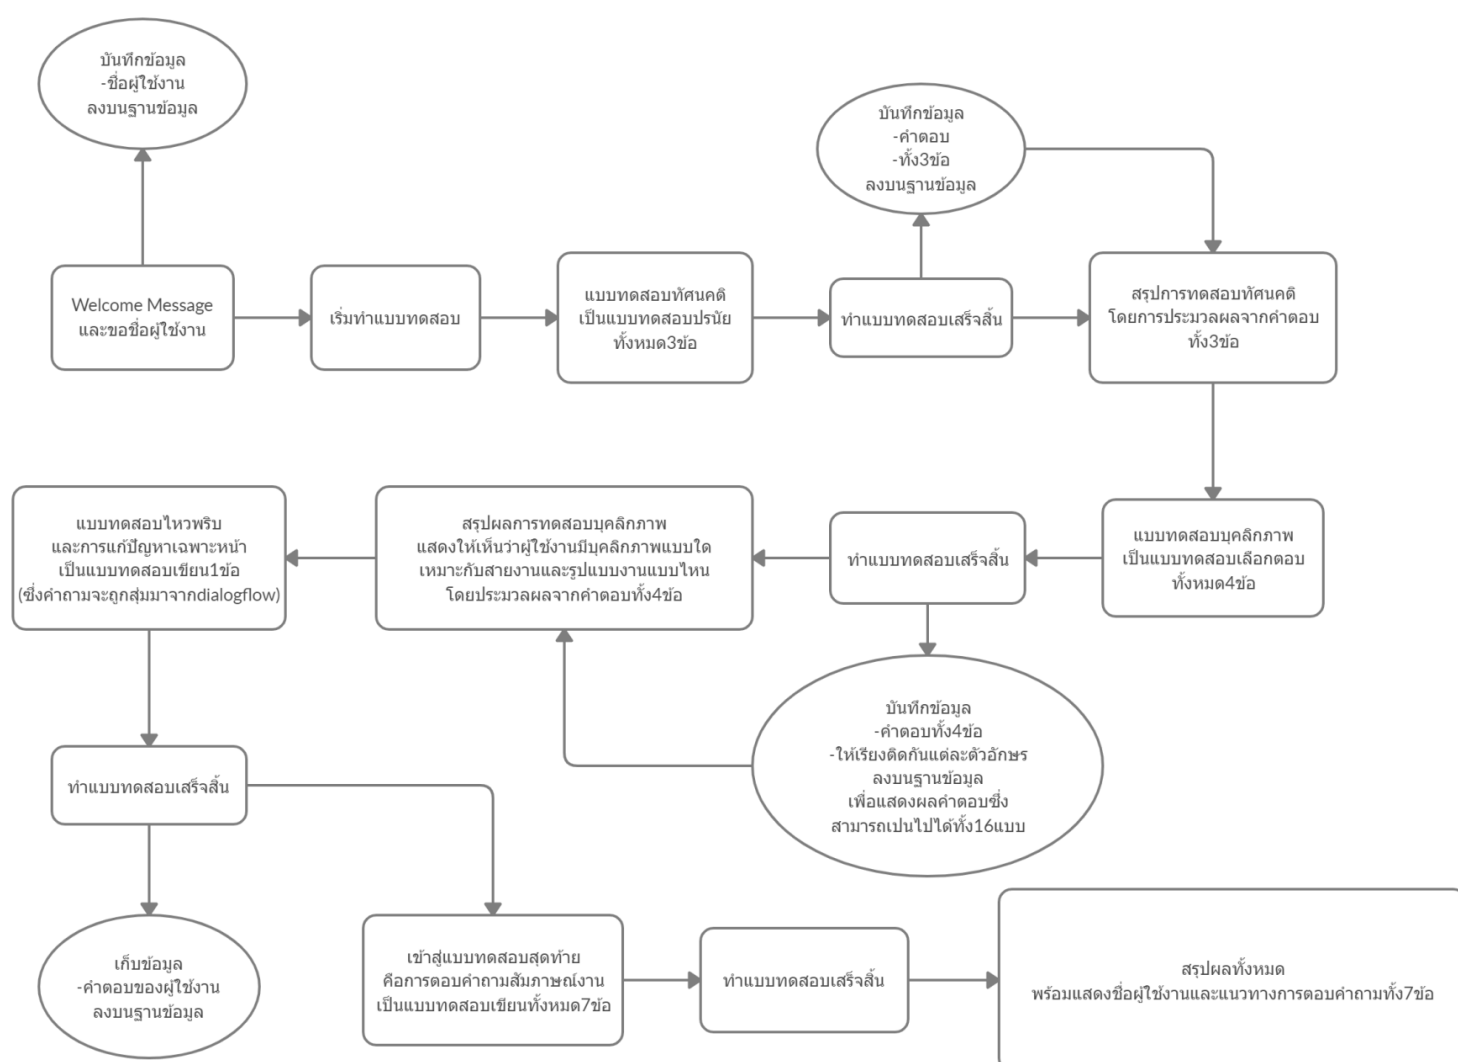 บันทึกข้อมูล
-ชื่อผู้ใช้งาน
ลงบนฐานข้อมูล
บันทึกข้อมูล
-คำตอบ
-ทั้ง3ข้อ
ลงบนฐานข้อมูล
Welcome Message
และขอชื่อผู้ใช้งาน
เริ่มทำแบบทดสอบ
แบบทดสอบทัศนคติ
เป็นแบบทดสอบปรนัย
ทั้งหมด3ข้อ
ทำแบบทดสอบเสร็จสิ้น
สรุปการทดสอบทัศนคติ
โดยการประมวลผลจากคำตอบ
ทั้ง3ข้อ
แบบทดสอบบุคลิกภาพ
เป็นแบบทดสอบเลือกตอบ
ทั้งหมด4ข้อ
ทำแบบทดสอบเสร็จสิ้น
บันทึกข้อมูล
-คำตอบทั้ง4ข้อ
-ให้เรียงติดกันแต่ละตัวอักษร
ลงบนฐานข้อมูล
เพื่อแสดงผลคำตอบซึ่ง
สามารถเปนไปได้ทั้ง16แบบ
สรุปผลการทดสอบบุคลิกภาพ
แสดงให้เห็นว่าผู้ใช้งานมีบุคลิกภาพแบบใด
เหมาะกับสายงานและรูปแบบงานแบบไหน
โดยประมวลผลจากคำตอบทั้ง4ข้อ
แบบทดสอบไหวพริบ
และการแก้ปัญหาเฉพาะหน้า
เป็นแบบทดสอบเขียน1ข้อ
(ซึ่งคำถามจะถูกสุ่มมาจากdialogflow)
ทำแบบทดสอบเสร็จสิ้น
เก็บข้อมูล
-คำตอบของผู้ใช้งาน
ลงบนฐานข้อมูล
เข้าสู่แบบทดสอบสุดท้าย
คือการตอบคำถามสัมภาษณ์งาน
เป็นแบบทดสอบเขียนทั้งหมด7ข้อ
ทำแบบทดสอบเสร็จสิ้น
สรุปผลทั้งหมด
พร้อมแสดงชื่อผู้ใช้งานและแนวทางการตอบคำถามทั้ง7ข้อ